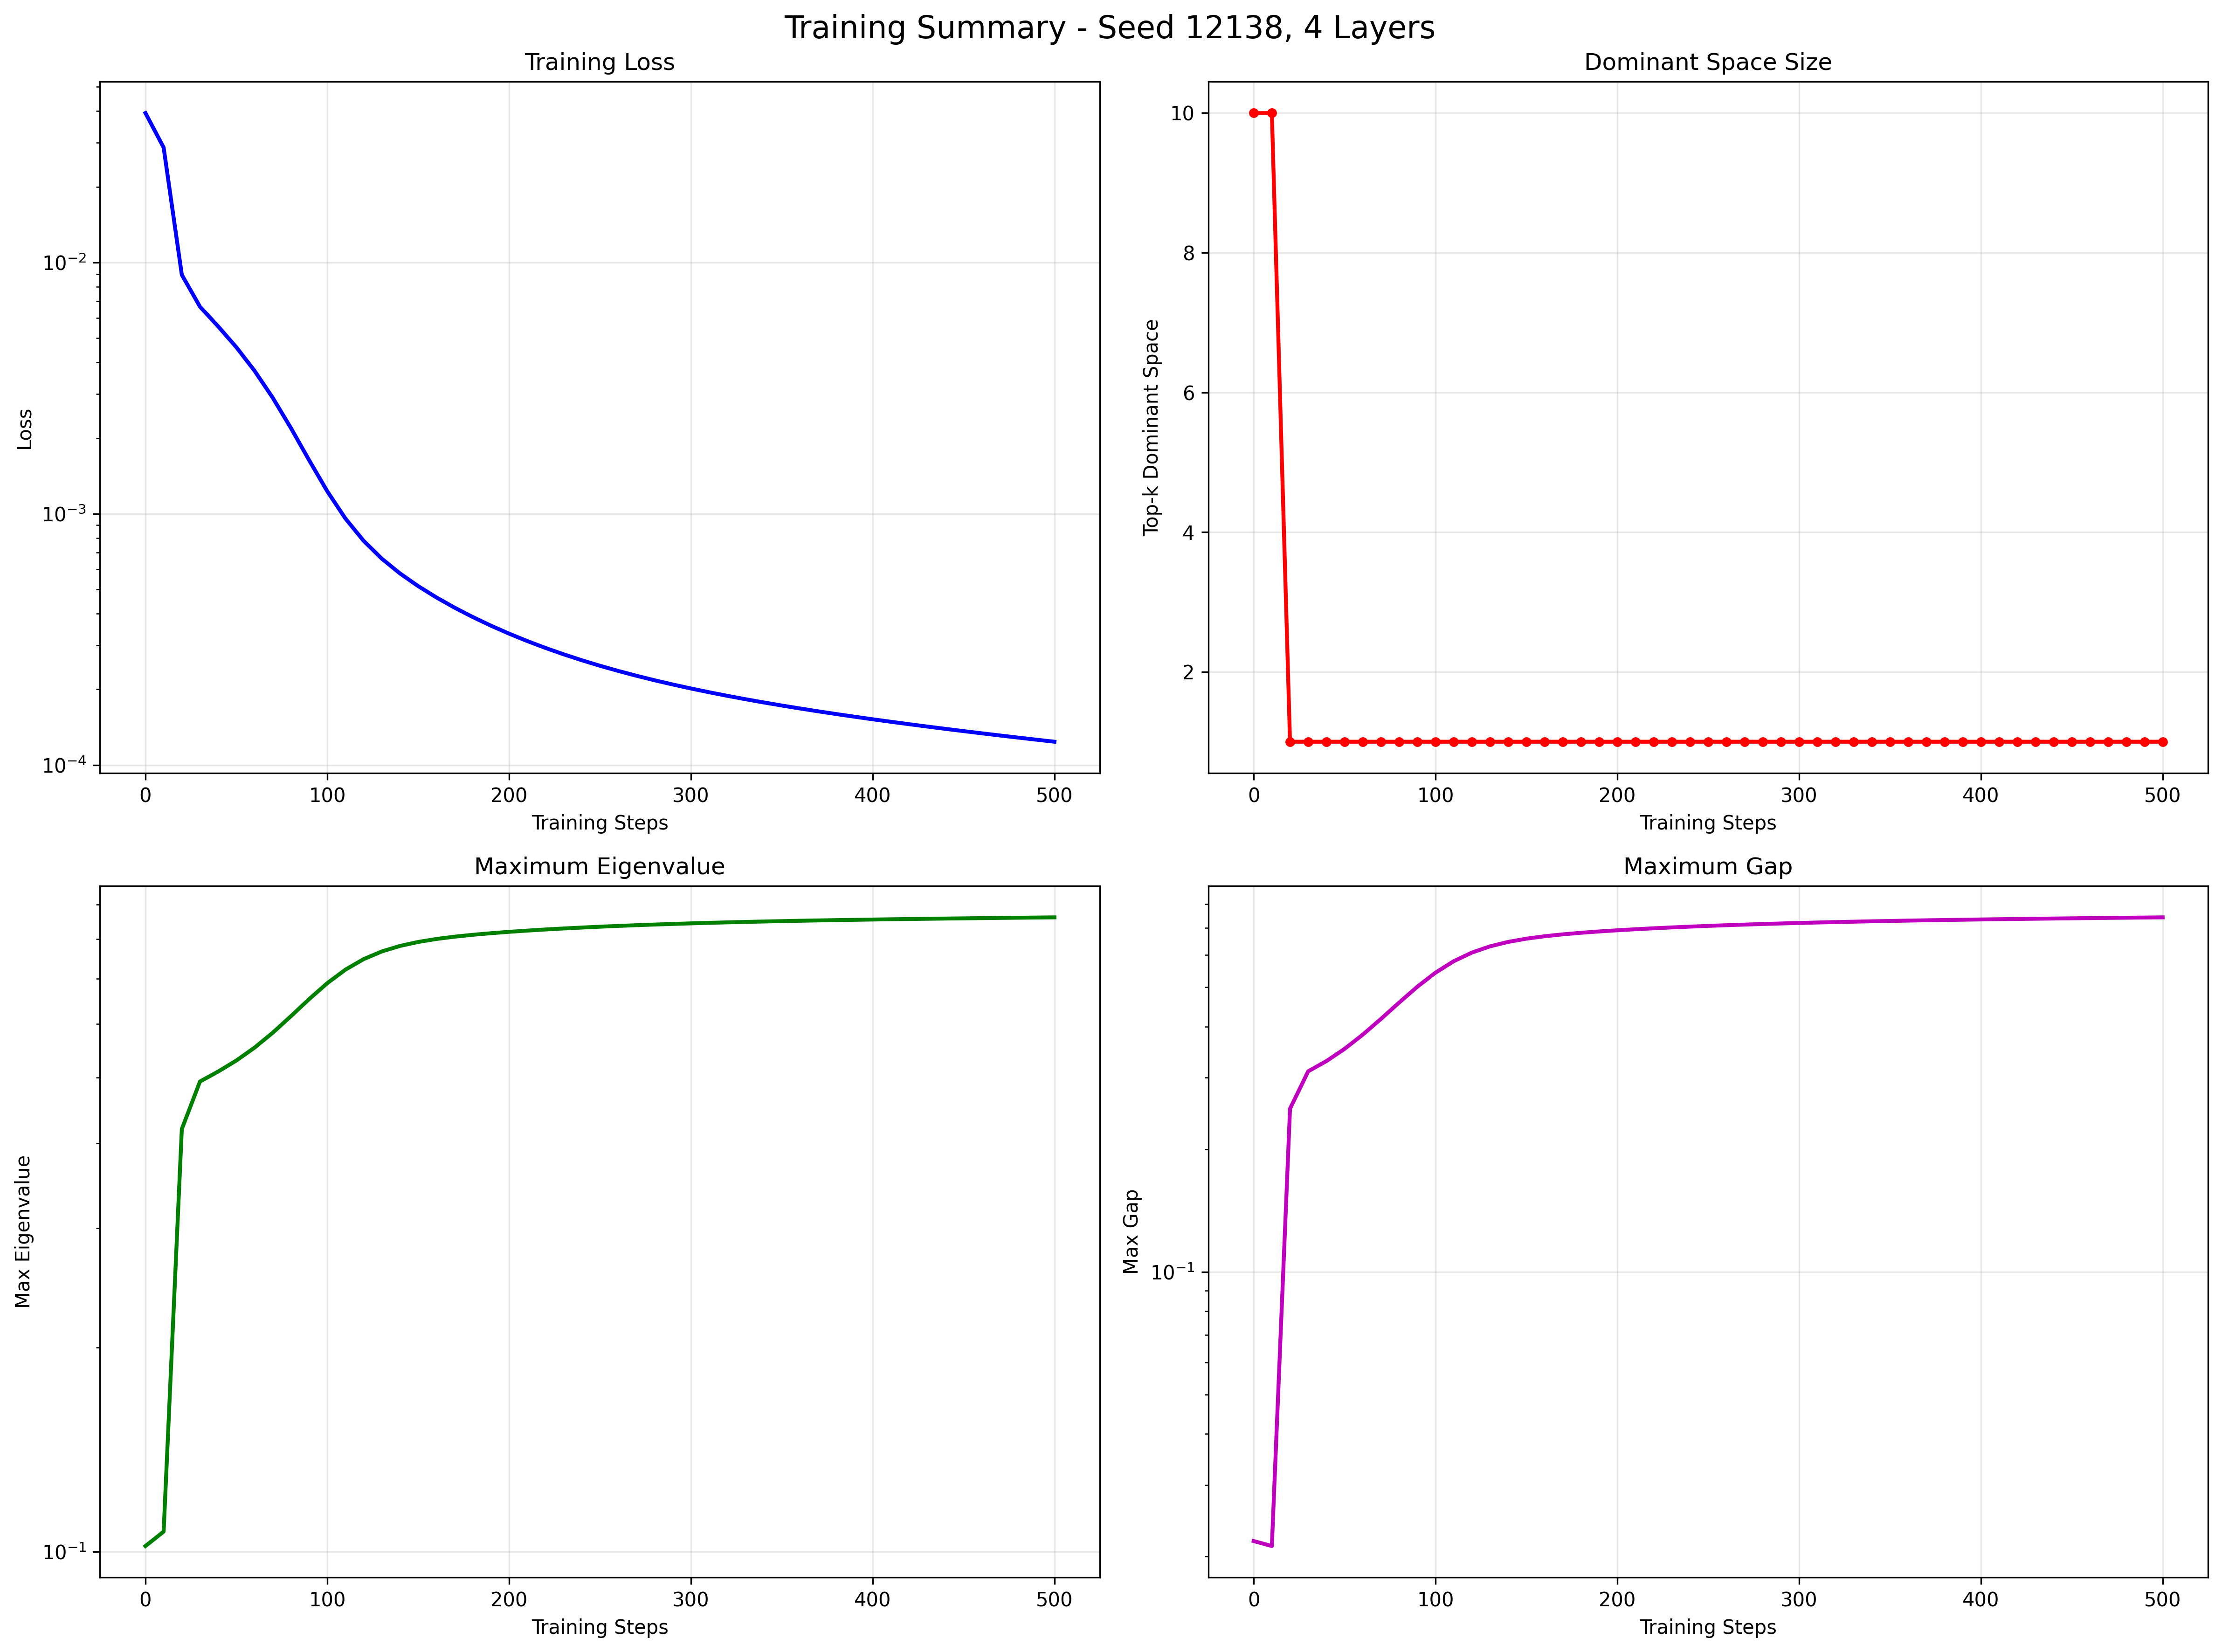 Training Summary - Seed 12138, 4 Layers
Training Loss
Loss
10⁻²
10⁻³
10⁻⁴
0 100 200 300 400 500
Training Steps
Dominant Space Size
Top-k Dominant Space
10
8
6
4
2
0 100 200 300 400 500
Training Steps
Maximum Eigenvalue
Max Eigenvalue
10⁻¹
0 100 200 300 400 500
Training Steps
Maximum Gap
Max Gap
10⁻¹
0 100 200 300 400 500
Training Steps